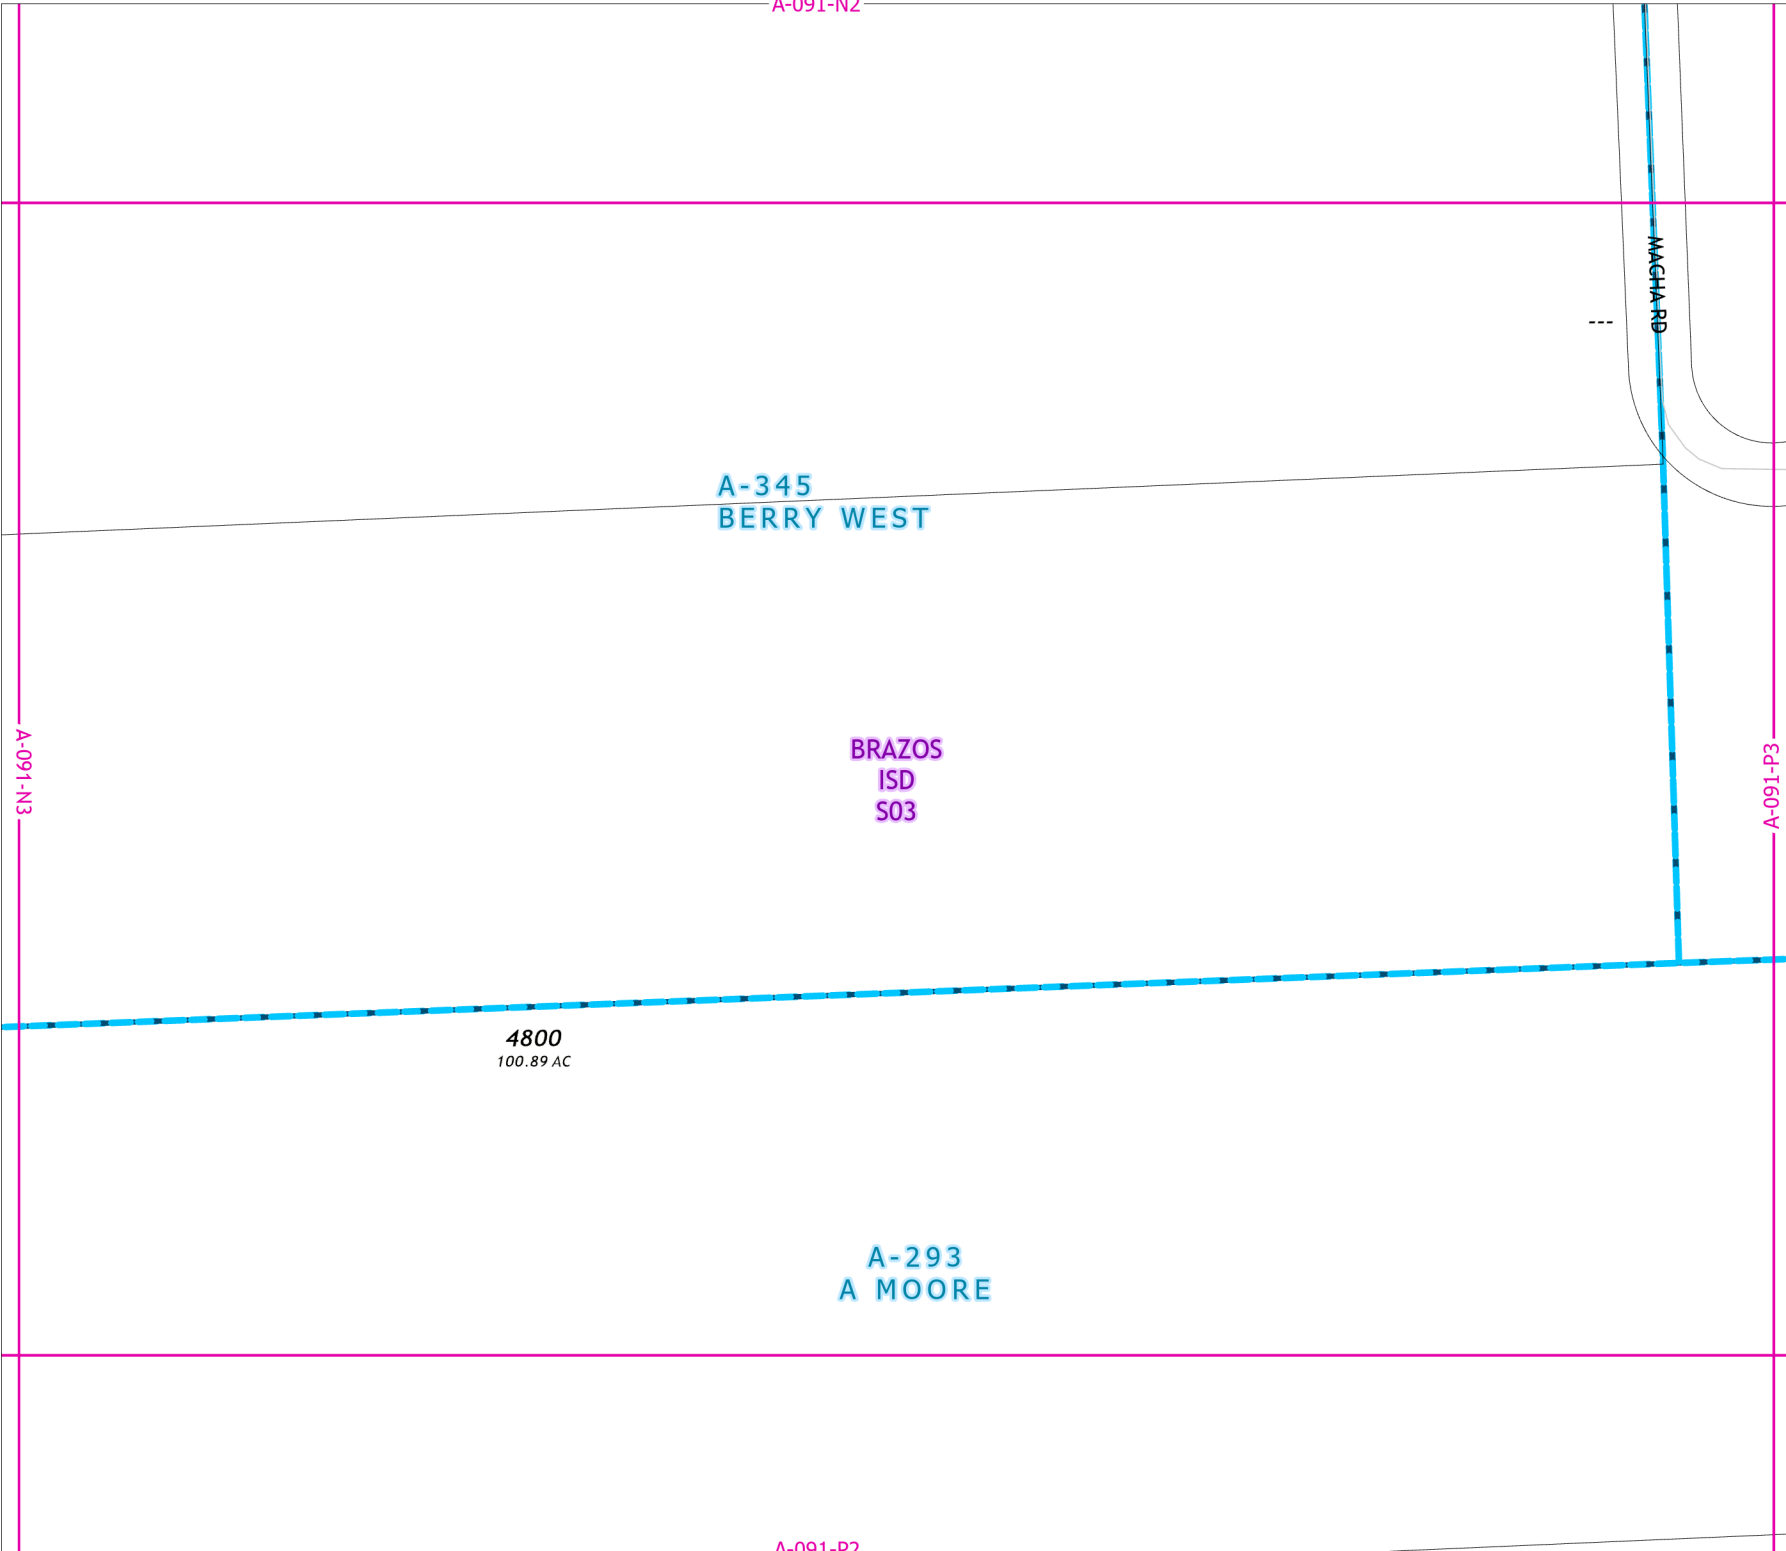 A-091-N2
MACHA RD
---
A-345
BERRY WEST
BRAZOS
ISD
S03
A-091-N3
A-091-P3
4800
100.89 AC
A-293
A MOORE
A-091-P2